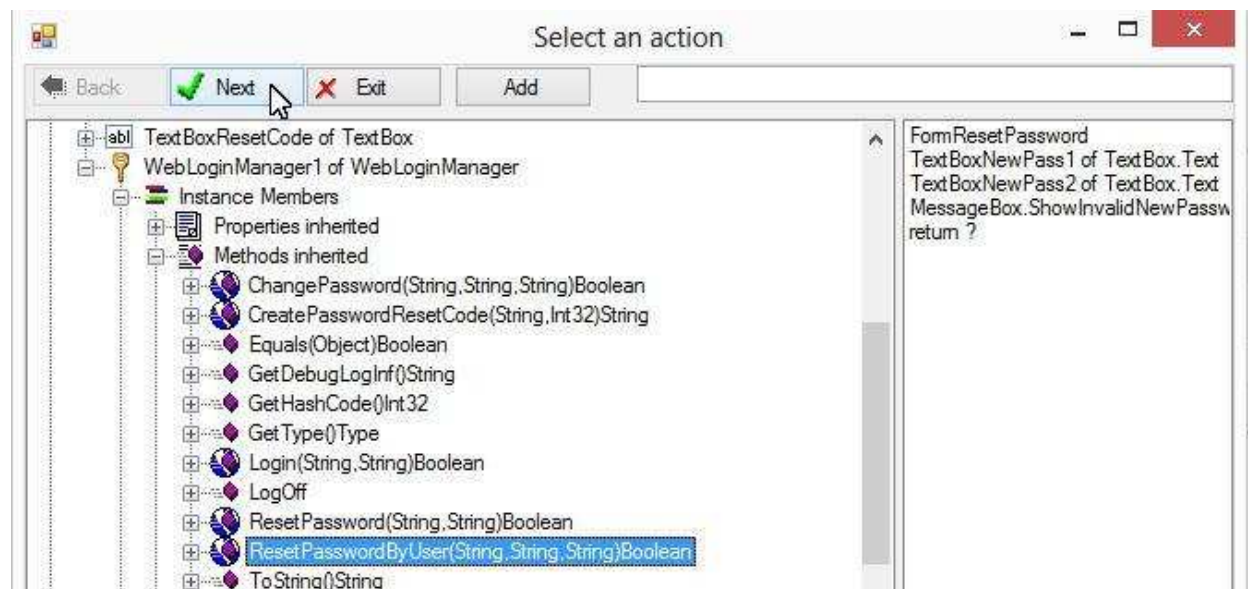 Select an action
Back Next Exit Add
abl TextBoxResetCode of TextBox
WebLoginManager1 of WebLoginManager
Instance Members
Properties inherited
Methods inherited
ChangePassword(String,String,String)Boolean
CreatePasswordResetCode(String,Int32)String
Equals(Object)Boolean
GetDebugLogInf()String
GetHashCode()Int32
GetType()Type
Login(String,String)Boolean
LogOff
ResetPassword(String,String)Boolean
ResetPasswordByUser(String,String,String)Boolean
ToString()String
FormResetPassword
TextBoxNewPass1 of TextBox.Text
TextBoxNewPass2 of TextBox.Text
MessageBox.ShowInvalidNewPassw
return ?